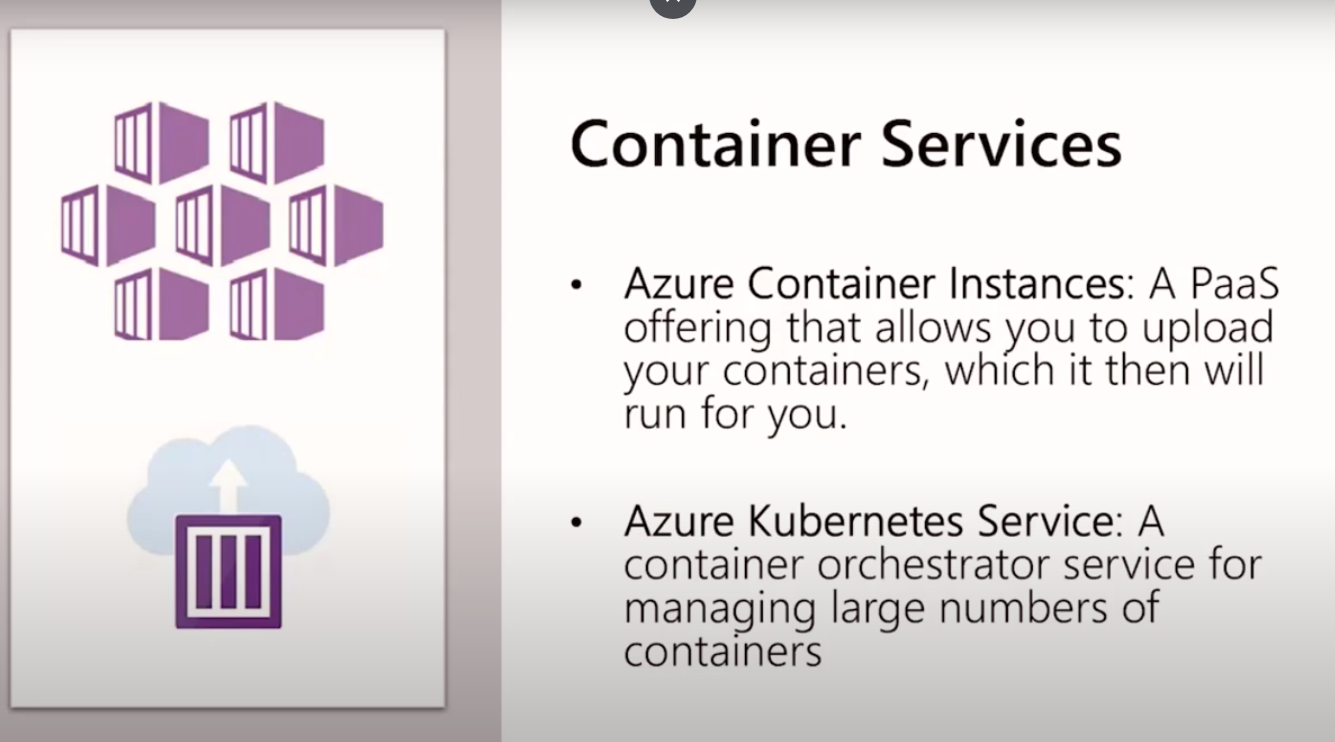 Container Services
• Azure Container Instances: A PaaS
offering that allows you to upload
your containers, which it then will
run for you.
• Azure Kubernetes Service: A
container orchestrator service for
managing large numbers of
containers